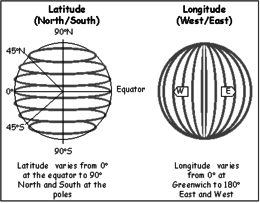 Latitude
(North/South)
90°N
45°N
0°
Equator
45°S
90°S
Latitude varies from 0°
at the equator to 90°
North and South at the
poles
Longitude
(West/East)
W
E
Longitude varies
from 0° at
Greenwich to 180°
East and West